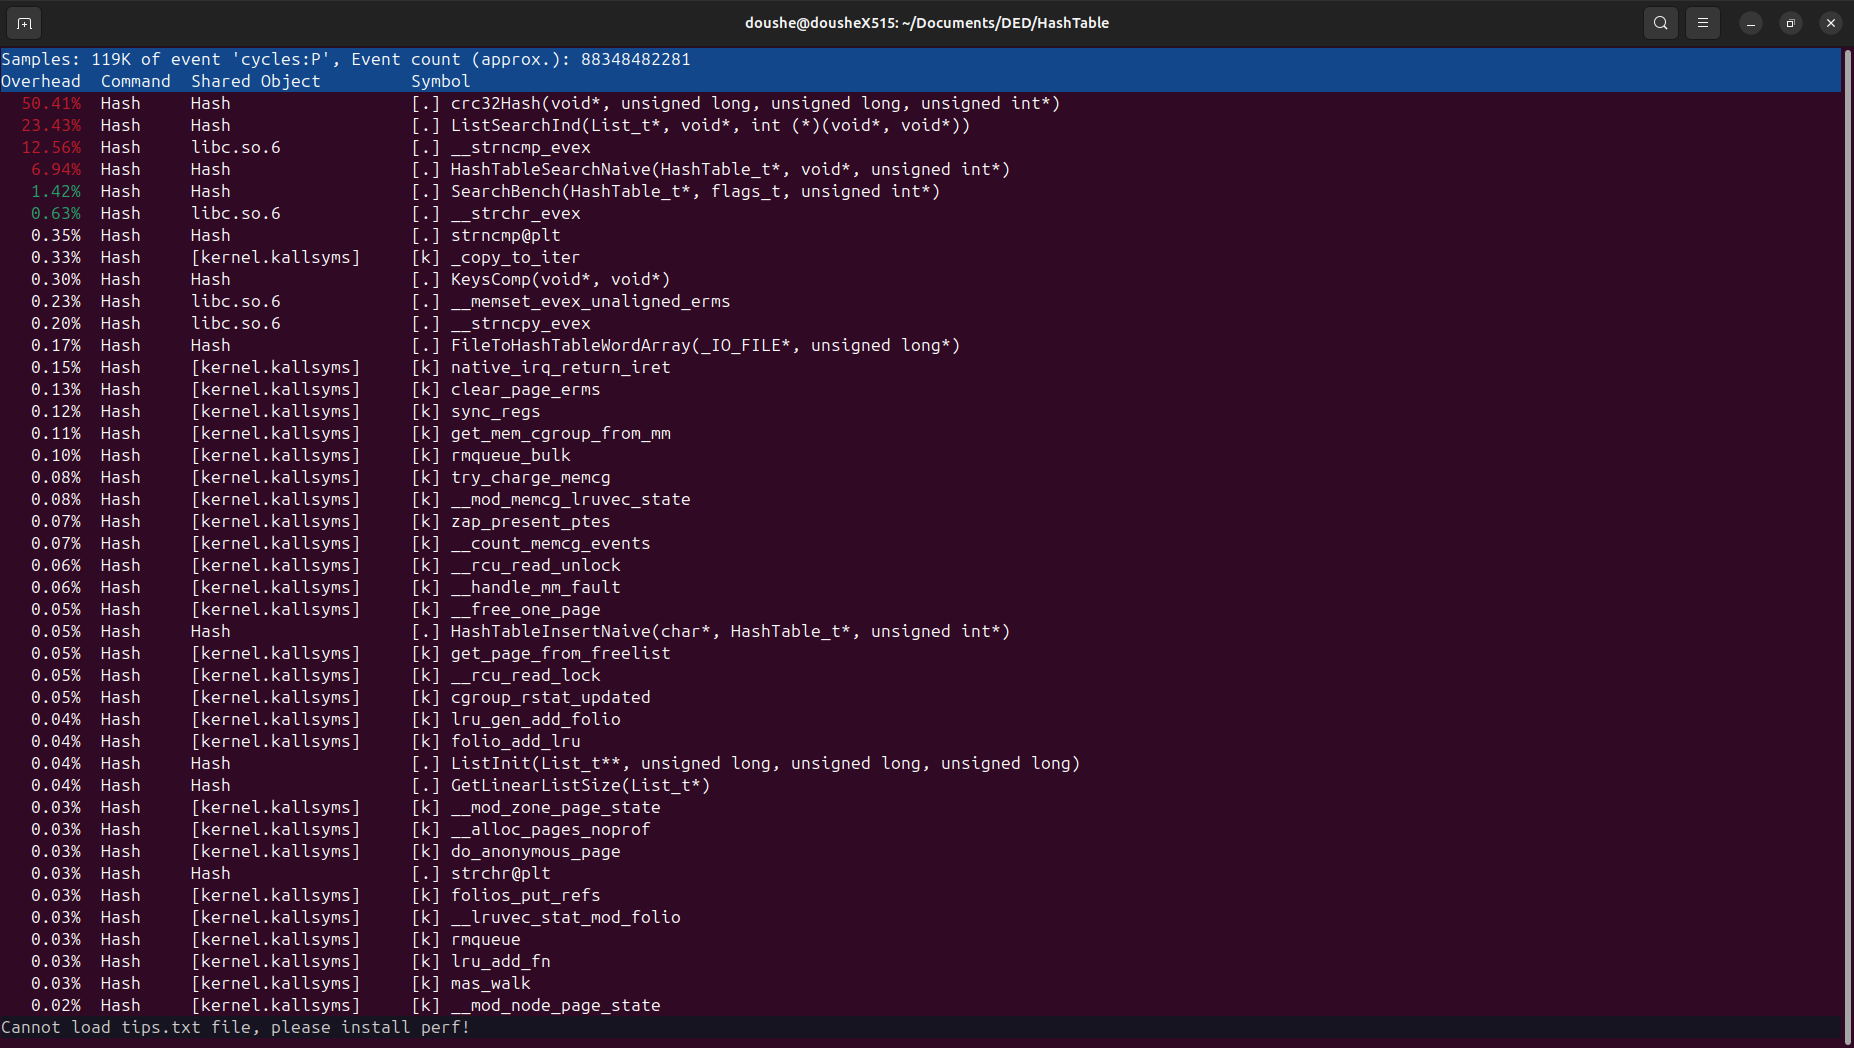 doushe@dousheX515: ~/Documents/DED/HashTable
Samples: 119K of event 'cycles:P', Event count (approx.): 88348482281
Overhead  Command  Shared Object         Symbol
50.41%  Hash     Hash                  [.] crc32Hash(void*, unsigned long, unsigned long, unsigned int*)
23.43%  Hash     Hash                  [.] ListSearchInd(List_t*, void*, int (*)(void*, void*))
12.56%  Hash     libc.so.6             [.] __strncmp_evex
6.94%  Hash     Hash                  [.] HashTableSearchNaive(HashTable_t*, void*, unsigned int*)
1.42%  Hash     Hash                  [.] SearchBench(HashTable_t*, flags_t, unsigned int*)
0.63%  Hash     libc.so.6             [.] __strchr_evex
0.35%  Hash     Hash                  [.] strncmp@plt
0.33%  Hash     [kernel.kallsyms]     [k] _copy_to_iter
0.30%  Hash     Hash                  [.] KeysComp(void*, void*)
0.23%  Hash     libc.so.6             [.] __memset_evex_unaligned_erms
0.20%  Hash     libc.so.6             [.] __strncpy_evex
0.17%  Hash     Hash                  [.] FileToHashTableWordArray(_IO_FILE*, unsigned long*)
0.15%  Hash     [kernel.kallsyms]     [k] native_irq_return_iret
0.13%  Hash     [kernel.kallsyms]     [k] clear_page_erms
0.12%  Hash     [kernel.kallsyms]     [k] sync_regs
0.11%  Hash     [kernel.kallsyms]     [k] get_mem_cgroup_from_mm
0.10%  Hash     [kernel.kallsyms]     [k] rmqueue_bulk
0.08%  Hash     [kernel.kallsyms]     [k] try_charge_memcg
0.08%  Hash     [kernel.kallsyms]     [k] __mod_memcg_lruvec_state
0.07%  Hash     [kernel.kallsyms]     [k] zap_present_ptes
0.07%  Hash     [kernel.kallsyms]     [k] __count_memcg_events
0.06%  Hash     [kernel.kallsyms]     [k] __rcu_read_unlock
0.06%  Hash     [kernel.kallsyms]     [k] __handle_mm_fault
0.05%  Hash     [kernel.kallsyms]     [k] __free_one_page
0.05%  Hash     Hash                  [.] HashTableInsertNaive(char*, HashTable_t*, unsigned int*)
0.05%  Hash     [kernel.kallsyms]     [k] get_page_from_freelist
0.05%  Hash     [kernel.kallsyms]     [k] __rcu_read_lock
0.05%  Hash     [kernel.kallsyms]     [k] cgroup_rstat_updated
0.04%  Hash     [kernel.kallsyms]     [k] lru_gen_add_folio
0.04%  Hash     [kernel.kallsyms]     [k] folio_add_lru
0.04%  Hash     Hash                  [.] ListInit(List_t**, unsigned long, unsigned long, unsigned long)
0.04%  Hash     Hash                  [.] GetLinearListSize(List_t*)
0.03%  Hash     [kernel.kallsyms]     [k] __mod_zone_page_state
0.03%  Hash     [kernel.kallsyms]     [k] __alloc_pages_noprof
0.03%  Hash     [kernel.kallsyms]     [k] do_anonymous_page
0.03%  Hash     Hash                  [.] strchr@plt
0.03%  Hash     [kernel.kallsyms]     [k] folios_put_refs
0.03%  Hash     [kernel.kallsyms]     [k] __lruvec_stat_mod_folio
0.03%  Hash     [kernel.kallsyms]     [k] rmqueue
0.03%  Hash     [kernel.kallsyms]     [k] lru_add_fn
0.03%  Hash     [kernel.kallsyms]     [k] mas_walk
0.02%  Hash     [kernel.kallsyms]     [k] __mod_node_page_state
Cannot load tips.txt file, please install perf!